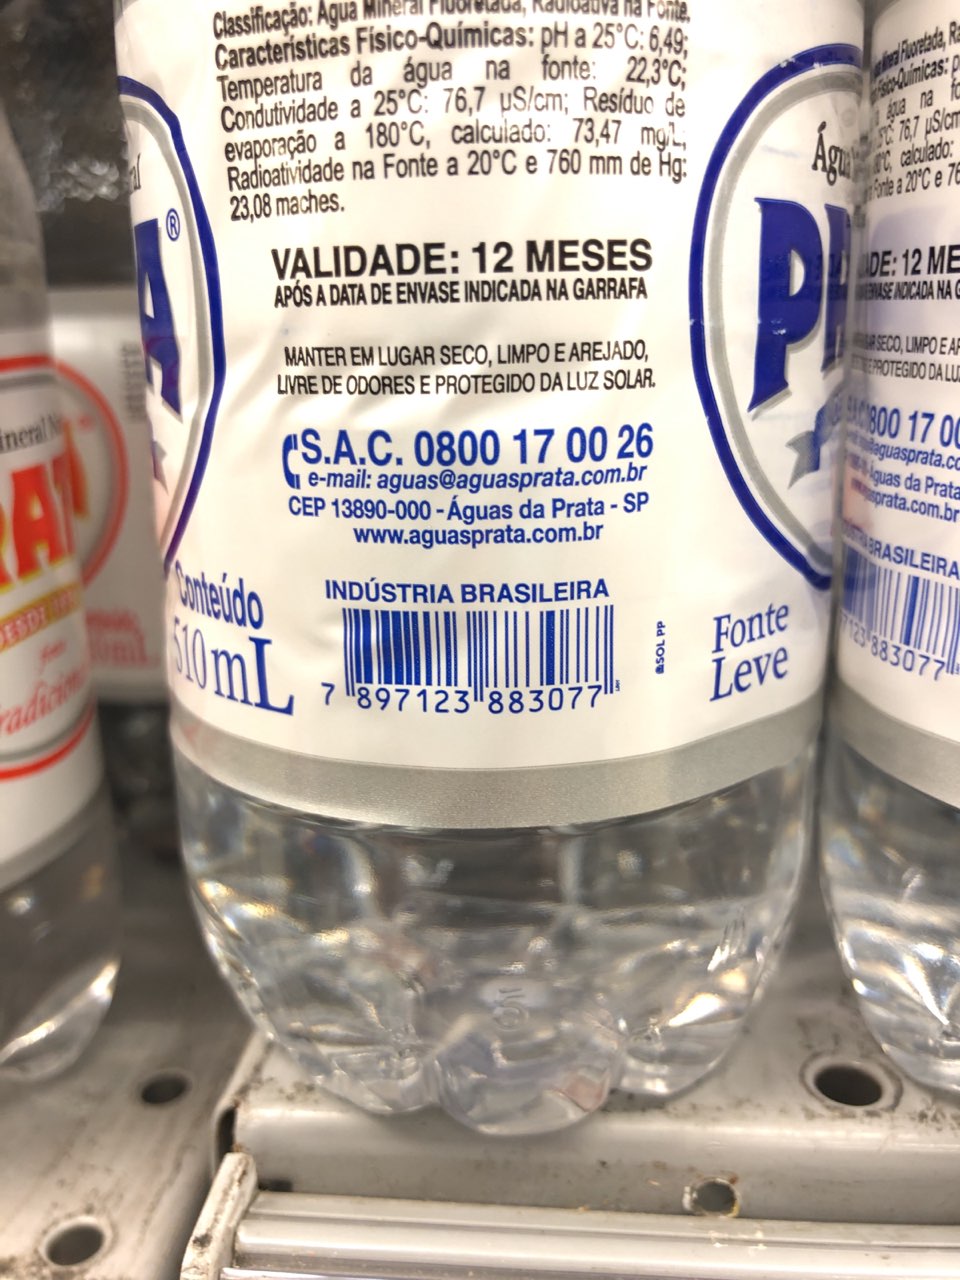 Classificação: Água Mineral Fluoretada, Radioativa na Fonte.
Características Físico-Químicas: pH a 25°C: 6,49;
Temperatura da água na fonte: 22,3°C;
Condutividade a 25°C: 76,7 µS/cm; Resíduo de
evaporação a 180°C, calculado: 73,47 mg/L;
Radioatividade na Fonte a 20°C e 760 mm de Hg:
23,08 maches.
VALIDADE: 12 MESES
APÓS A DATA DE ENVASE INDICADA NA GARRAFA
MANTER EM LUGAR SECO, LIMPO E AREJADO,
LIVRE DE ODORES E PROTEGIDO DA LUZ SOLAR.
S.A.C. 0800 17 00 26
e-mail: aguas@aguasprata.com.br
CEP 13890-000 - Águas da Prata - SP
www.aguasprata.com.br
INDÚSTRIA BRASILEIRA
7 897123 883077
Conteúdo
510mL
&SOL PP
Fonte
Leve